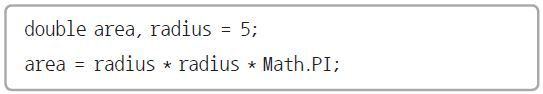 double area, radius = 5;
area = radius * radius * Math.PI;